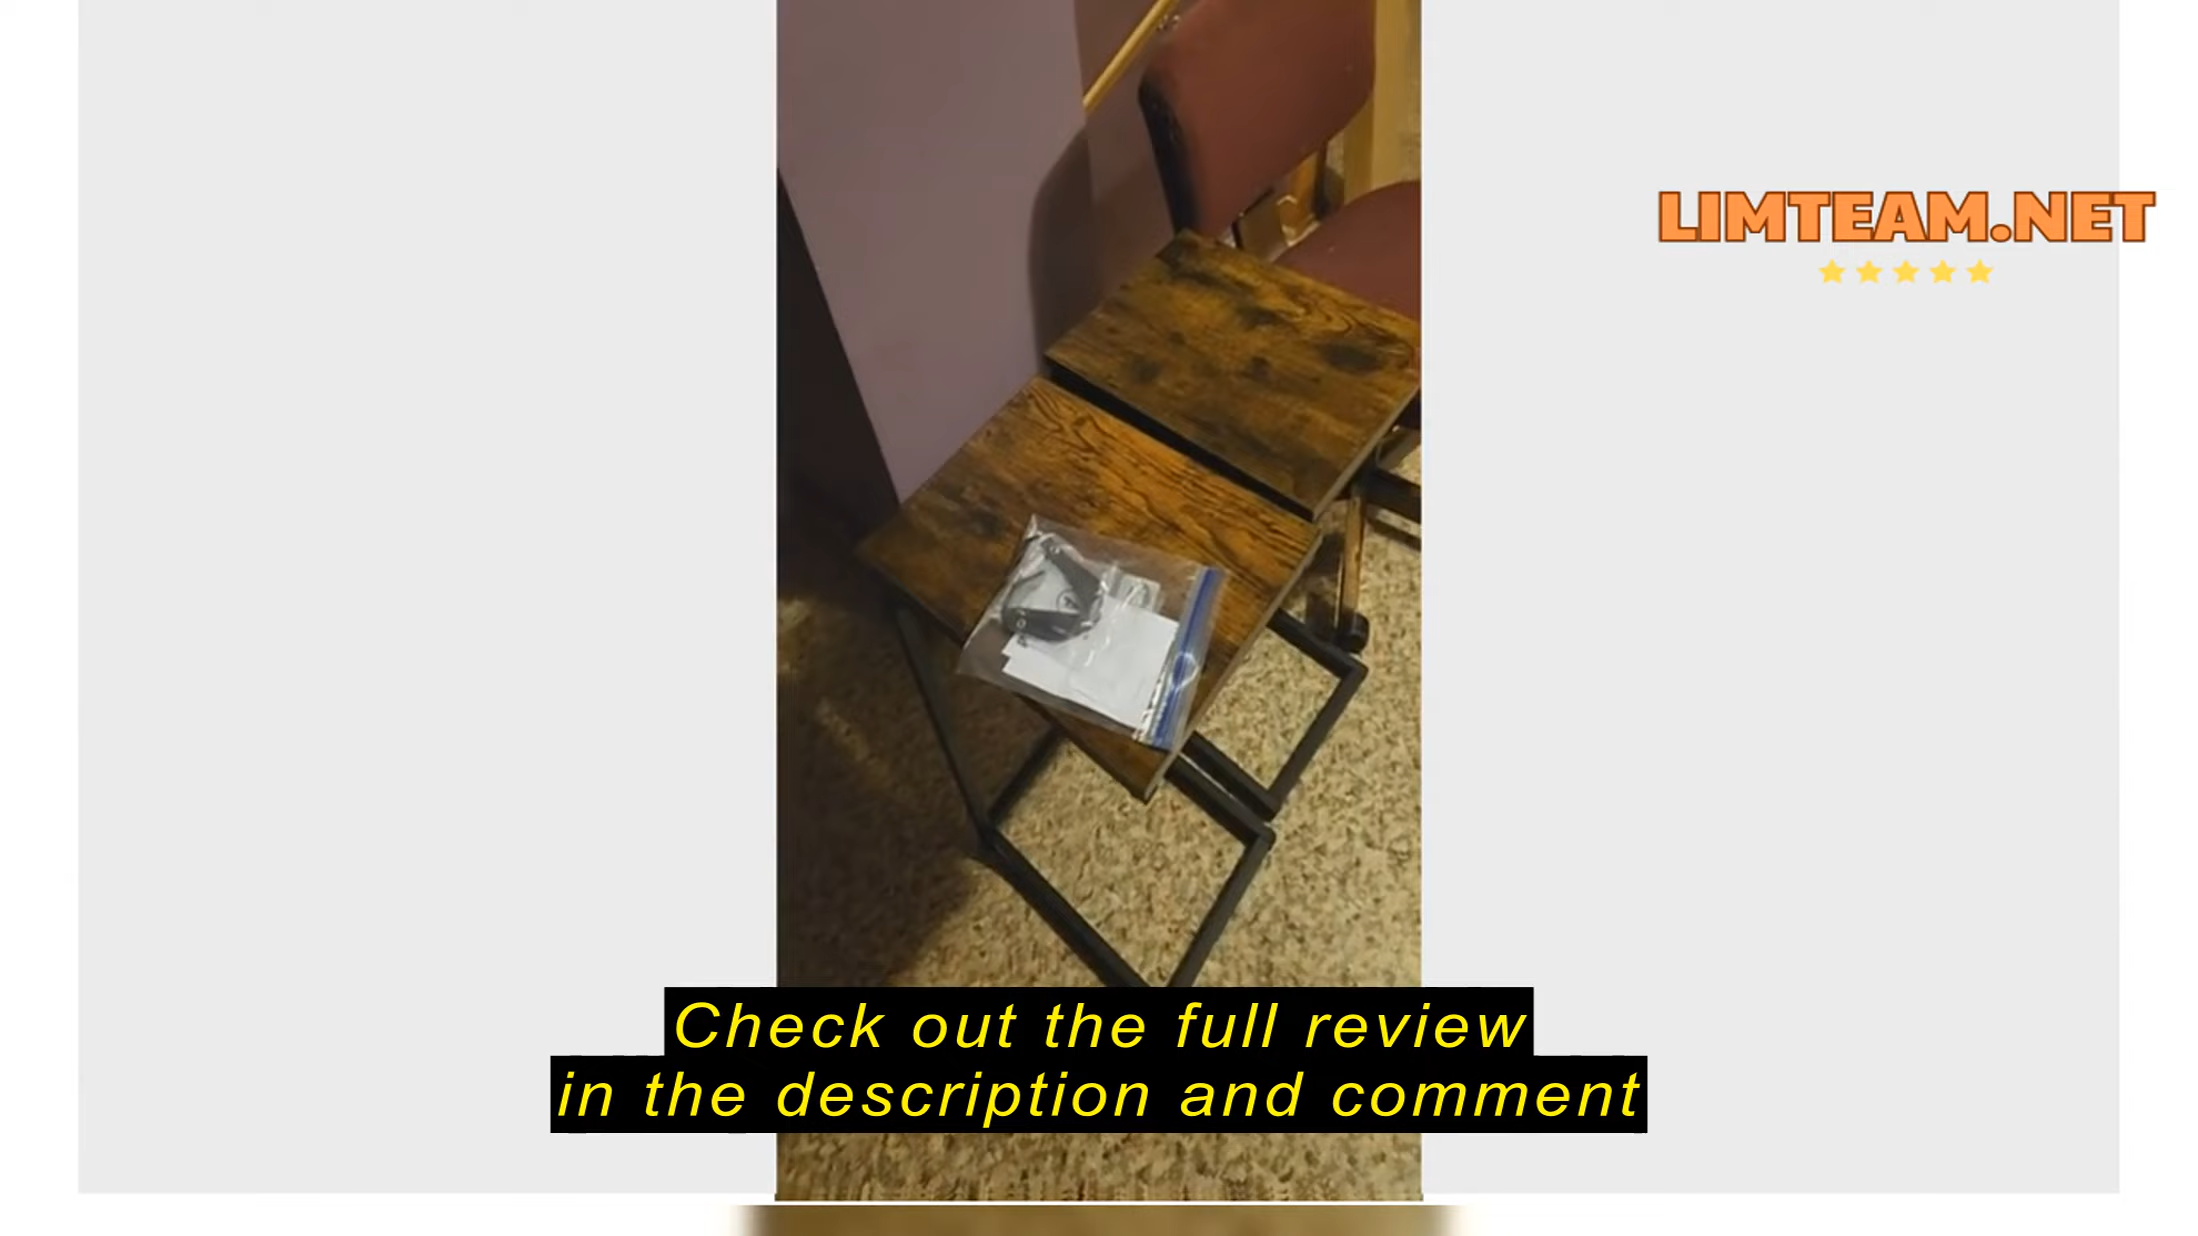 LIMTEAM.NET
Check out the full review
in the description and comment